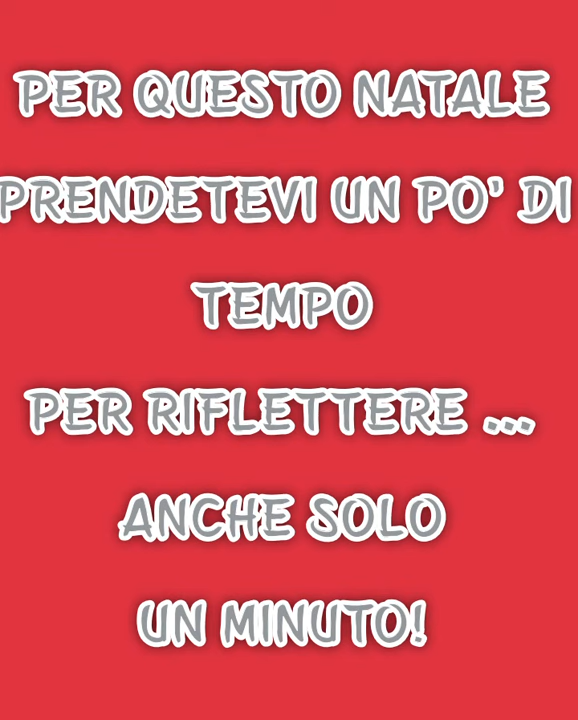 PER QUESTO NATALE
PRENDETEVI UN PO' DI
TEMPO
PER RIFLETTERE ...
ANCHE SOLO
UN MINUTO!